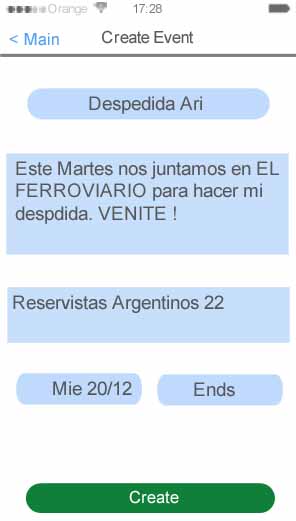 Orange 17:28
< Main Create Event
Despedida Ari
Este Martes nos juntamos en EL
FERROVIARIO para hacer mi
despdida. VENITE !
Reservistas Argentinos 22
Mie 20/12 Ends
Create